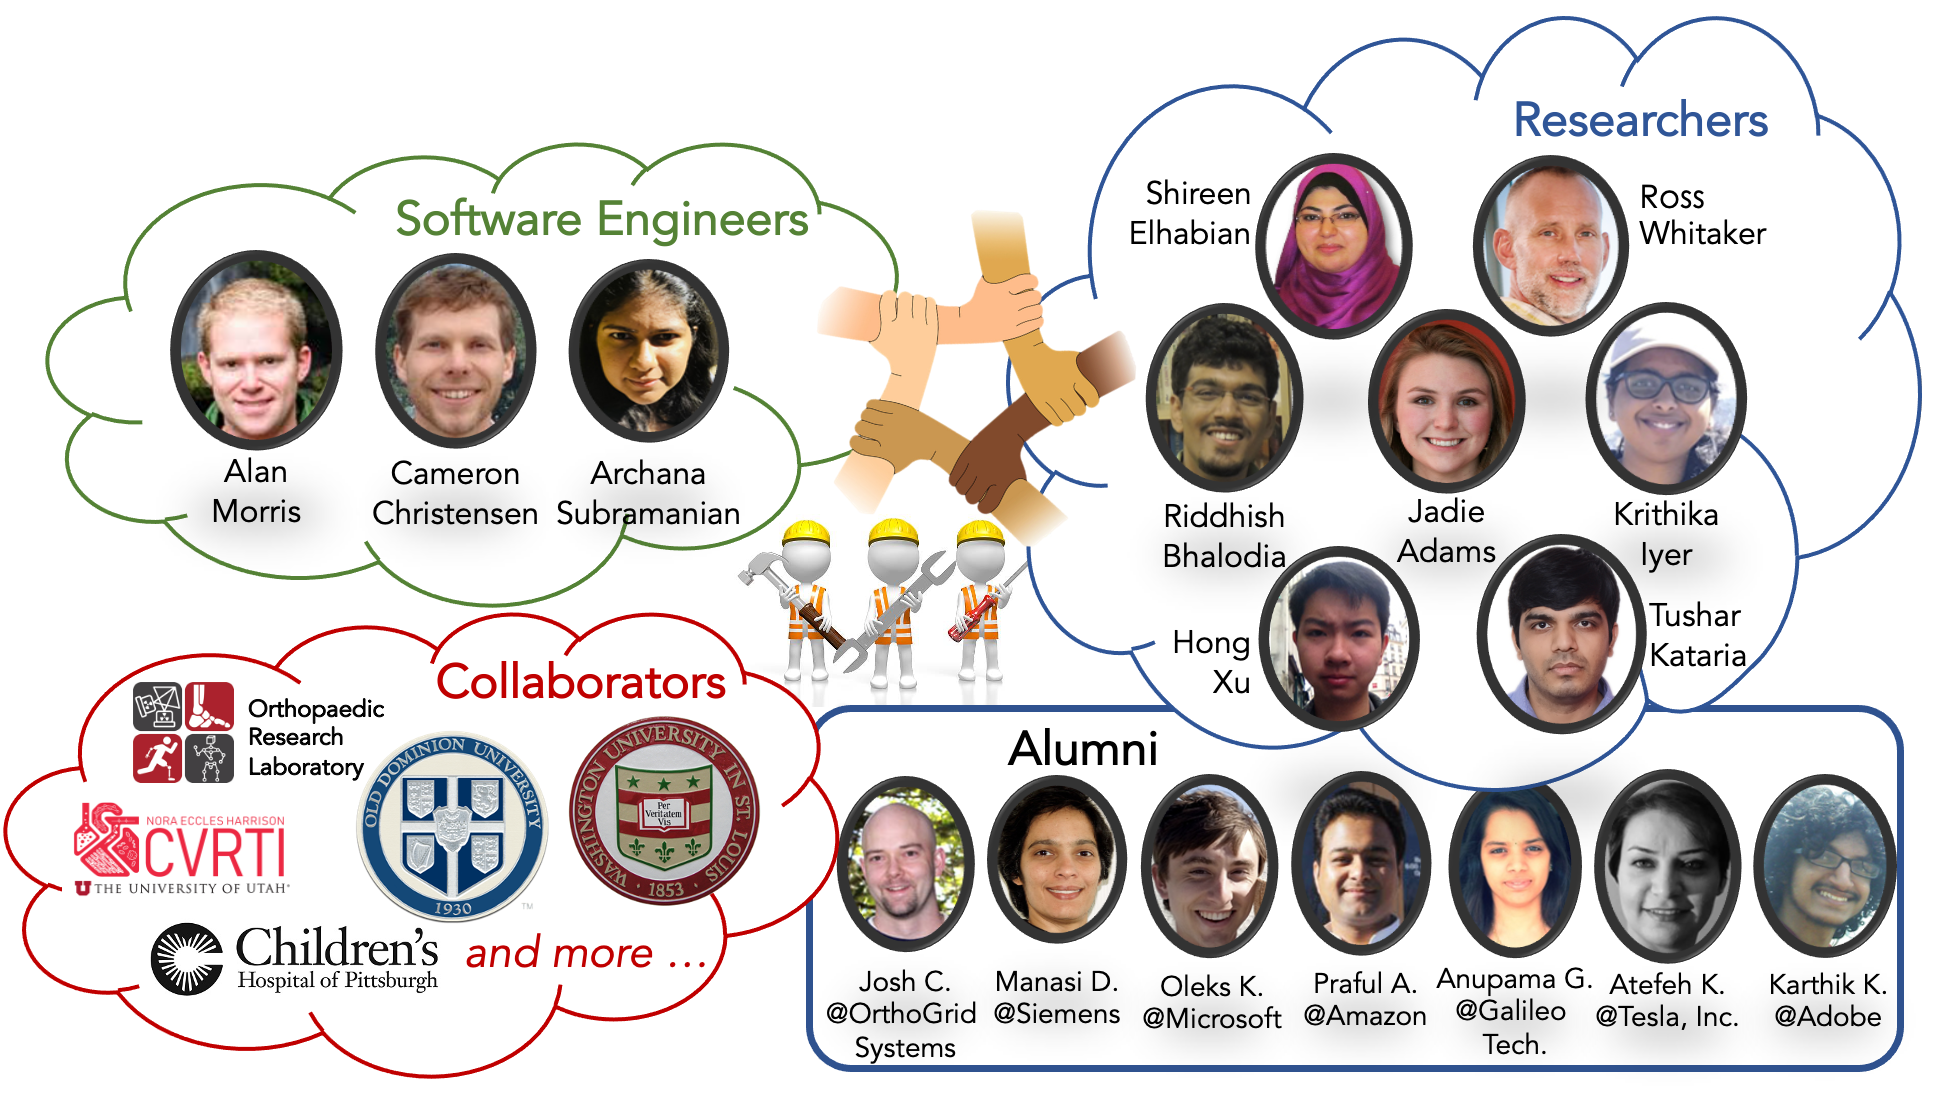 Software Engineers
Alan
Morris
Cameron
Christensen
Archana
Subramanian
Researchers
Shireen
Elhabian
Ross
Whitaker
Riddhish
Bhalodia
Jadie
Adams
Krithika
Iyer
Hong
Xu
Tushar
Kataria
Collaborators
Orthopaedic
Research
Laboratory
NORA ECCLES HARRISON
CVRTI
U THE UNIVERSITY OF UTAH
OLD DOMINION UNIVERSITY
1930
TM
WASHINGTON UNIVERSITY IN ST. LOUIS
Per
Veritatem
Vis
· 1853 ·
Children's
Hospital of Pittsburgh
and more ...
Alumni
Josh C.
@OrthoGrid
Systems
Manasi D.
@Siemens
Oleks K.
@Microsoft
Praful A.
@Amazon
Anupama G.
@Galileo
Tech.
Atefeh K.
@Tesla, Inc.
Karthik K.
@Adobe